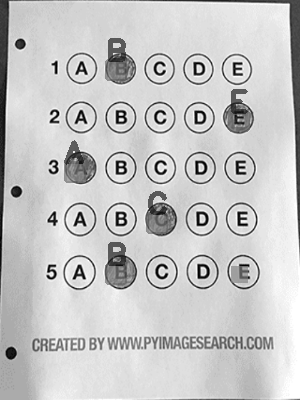 B
1 A B C D E
E
2 A B C D E
A
3 A B C D E
C
4 A B C D E
B
5 A B C D E
CREATED BY WWW.PYIMAGESEARCH.COM